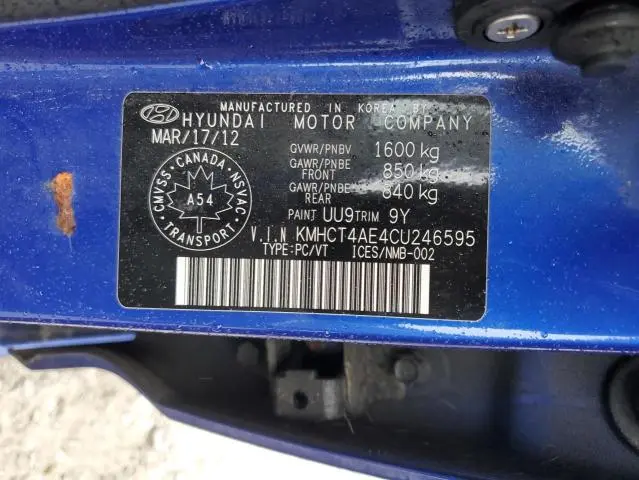 MANUFACTURED IN KOREA BY
HYUNDAI MOTOR COMPANY
MAR/17/12
GVWR/PNBV 1600 kg
GAWR/PNBE FRONT 850 kg
GAWR/PNBE REAR 840 kg
CMVSS · CANADA · NSVAC
A54
TRANSPORT
PAINT UU9 TRIM 9Y
V.I.N KMHCT4AE4CU246595
TYPE:PC/VT ICES/NMB-002